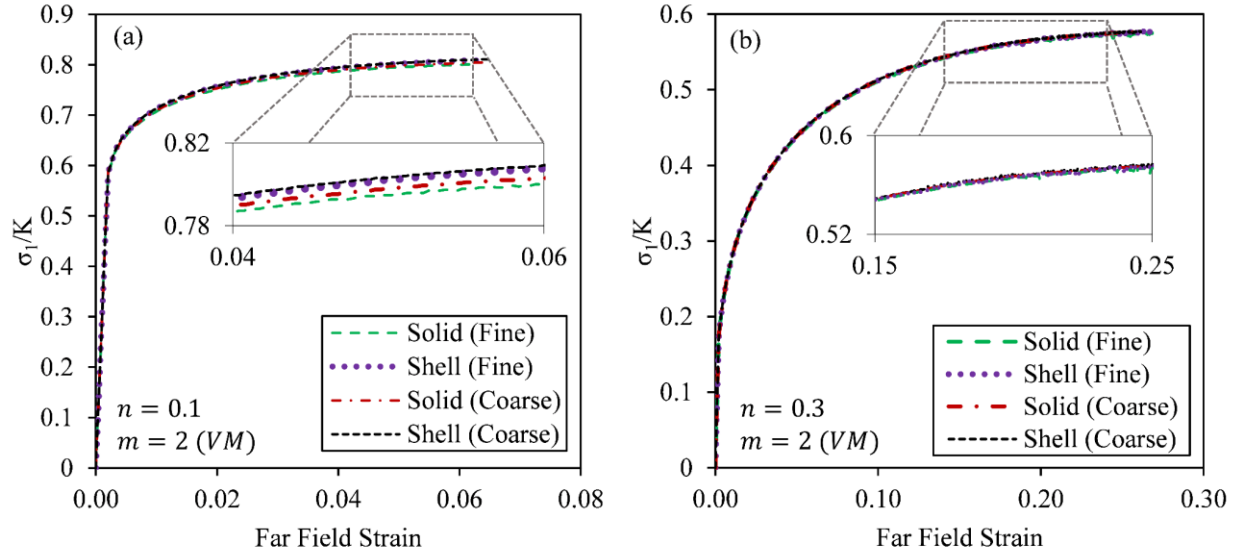 (a)
0.9
0.8
0.7
0.6
0.5
0.4
0.3
0.2
0.1
0
σ₁/K
0.82
0.78
0.04
0.06
Solid (Fine)
Shell (Fine)
Solid (Coarse)
Shell (Coarse)
n = 0.1
m = 2 (VM)
0.00
0.02
0.04
0.06
0.08
Far Field Strain
(b)
0.6
0.5
0.4
0.3
0.2
0.1
0
σ₁/K
0.6
0.52
0.15
0.25
Solid (Fine)
Shell (Fine)
Solid (Coarse)
Shell (Coarse)
n = 0.3
m = 2 (VM)
0.00
0.10
0.20
0.30
Far Field Strain